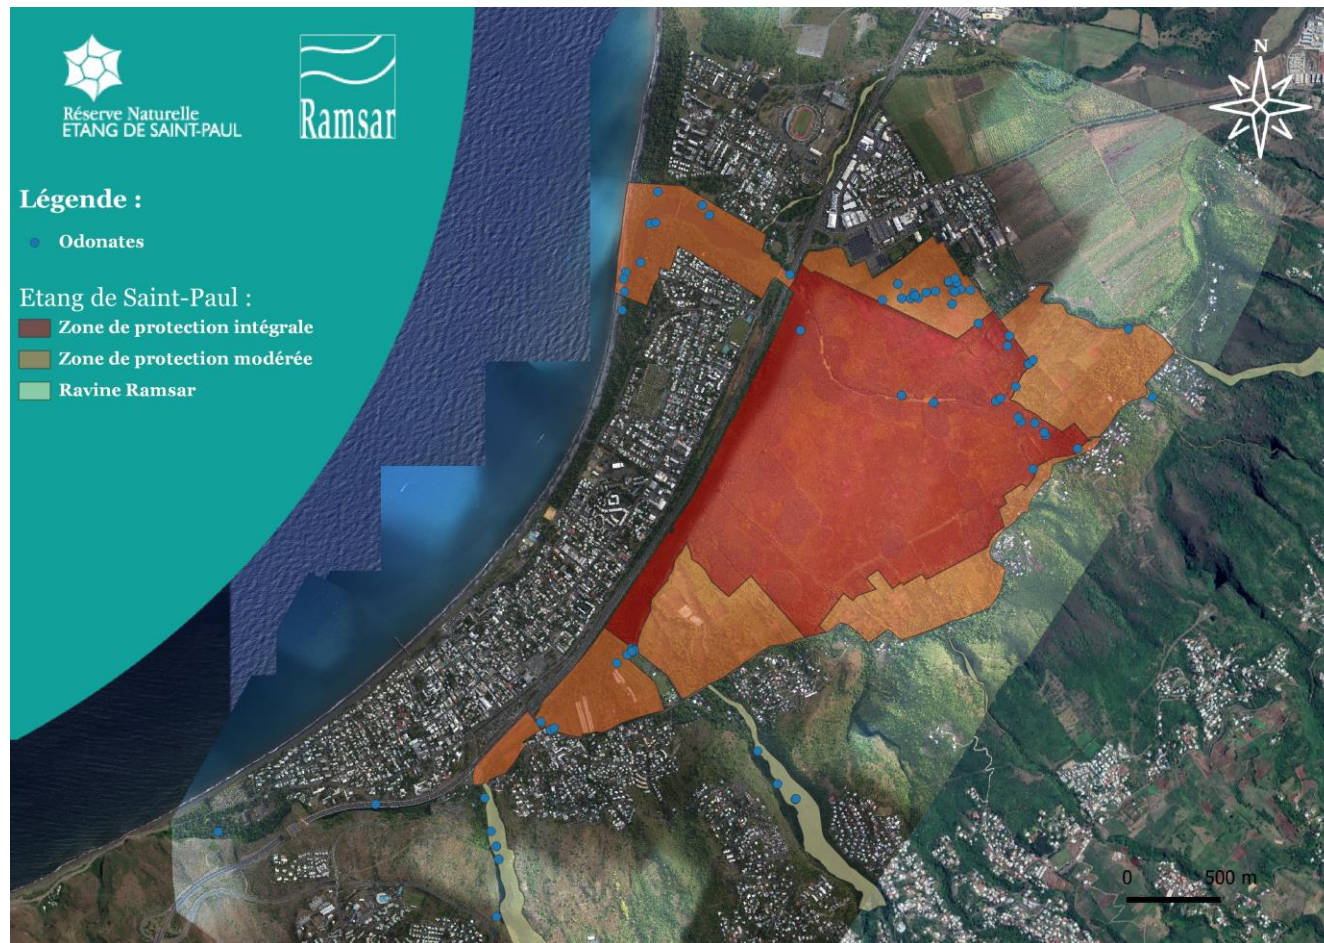 Réserve Naturelle
ETANG DE SAINT-PAUL
Ramsar
Légende :
Odonates
Etang de Saint-Paul :
Zone de protection intégrale
Zone de protection modérée
Ravine Ramsar
N
0 500 m